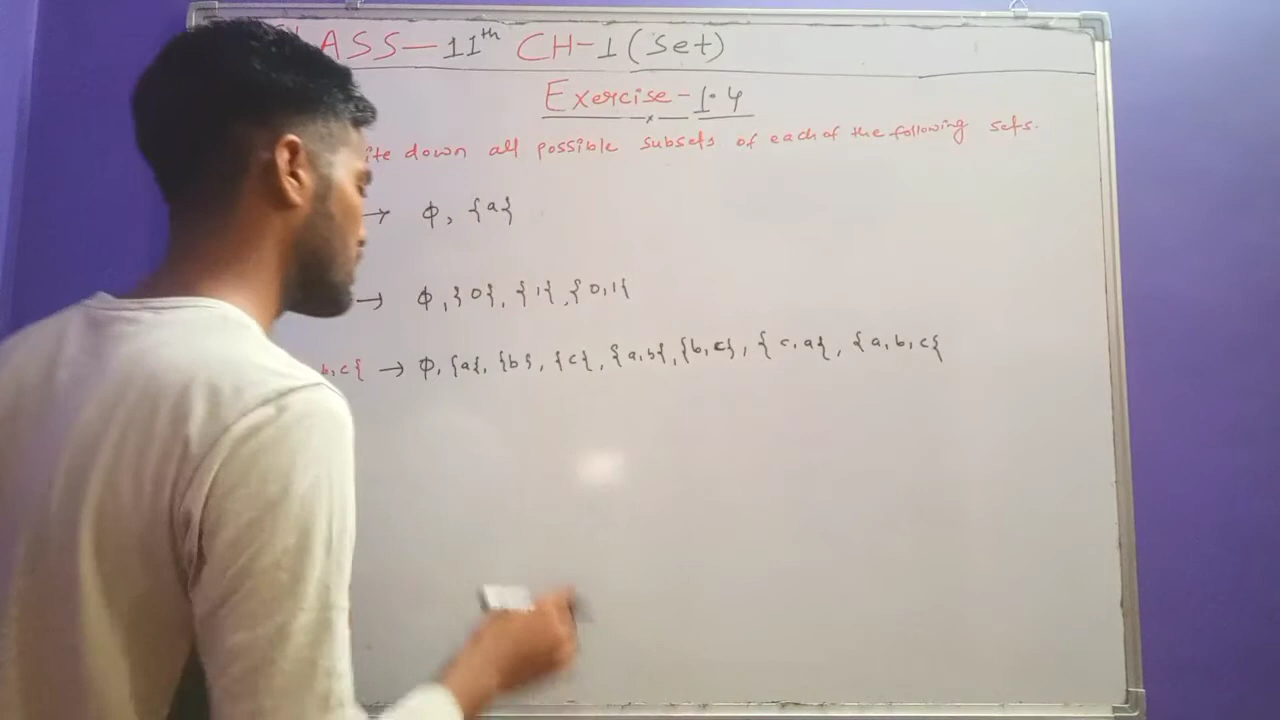 LASS—11th CH-1 (Set)
Exercise-1.4
ite down all possible subsets of each of the following sets.
→ φ, {a}
→ φ, {0}, {1}, {0,1}
b,c} → φ, {a}, {b}, {c}, {a,b}, {b,c}, {c,a}, {a,b,c}